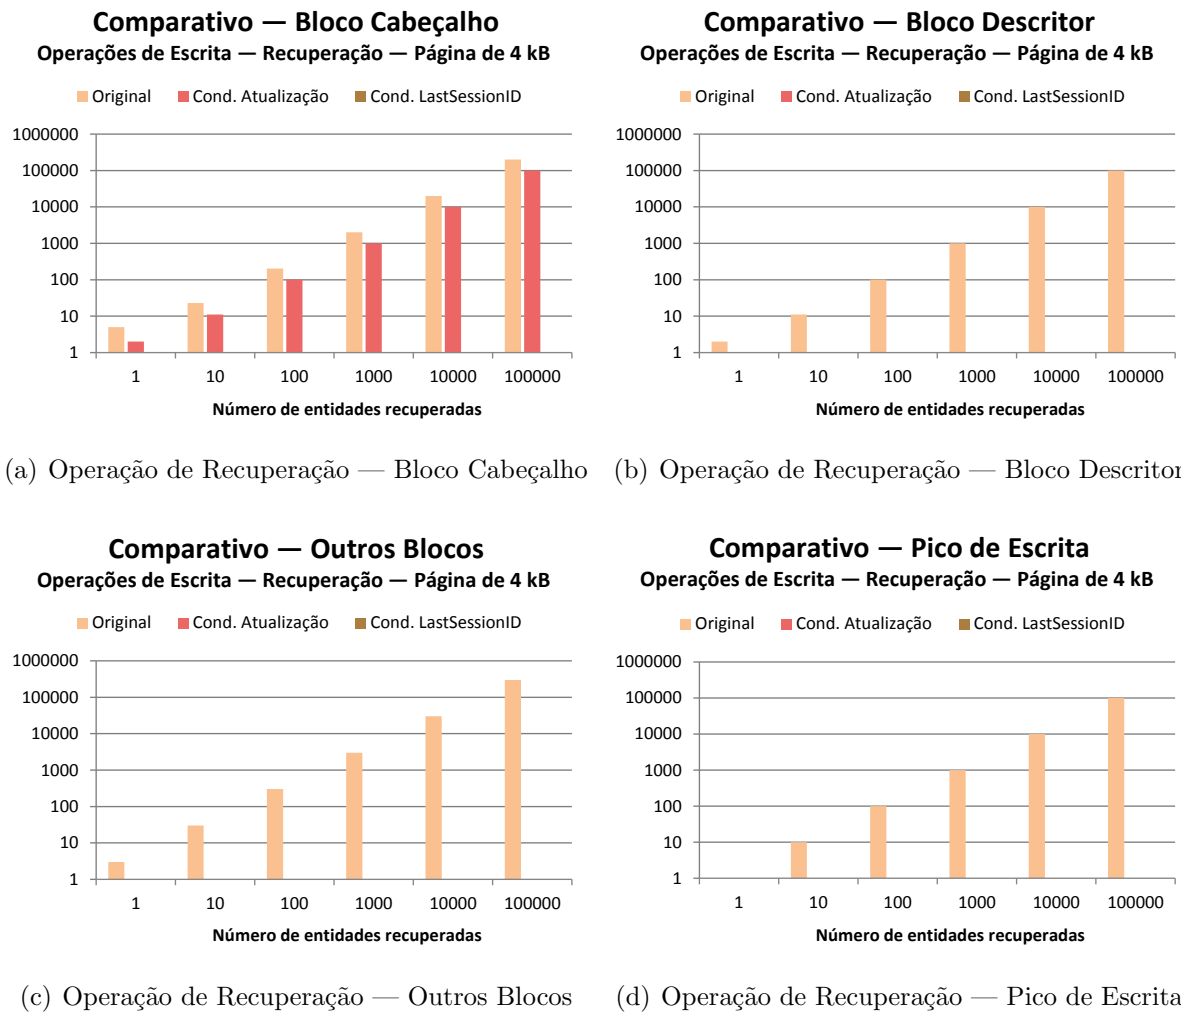 Comparativo — Bloco Cabeçalho
Operações de Escrita — Recuperação — Página de 4 kB
Original Cond. Atualização Cond. LastSessionID
1000000
100000
10000
1000
100
10
1
1 10 100 1000 10000 100000
Número de entidades recuperadas
(a) Operação de Recuperação — Bloco Cabeçalho
Comparativo — Bloco Descritor
Operações de Escrita — Recuperação — Página de 4 kB
Original Cond. Atualização Cond. LastSessionID
1000000
100000
10000
1000
100
10
1
1 10 100 1000 10000 100000
Número de entidades recuperadas
(b) Operação de Recuperação — Bloco Descritor
Comparativo — Outros Blocos
Operações de Escrita — Recuperação — Página de 4 kB
Original Cond. Atualização Cond. LastSessionID
1000000
100000
10000
1000
100
10
1
1 10 100 1000 10000 100000
Número de entidades recuperadas
(c) Operação de Recuperação — Outros Blocos
Comparativo — Pico de Escrita
Operações de Escrita — Recuperação — Página de 4 kB
Original Cond. Atualização Cond. LastSessionID
1000000
100000
10000
1000
100
10
1
1 10 100 1000 10000 100000
Número de entidades recuperadas
(d) Operação de Recuperação — Pico de Escrita